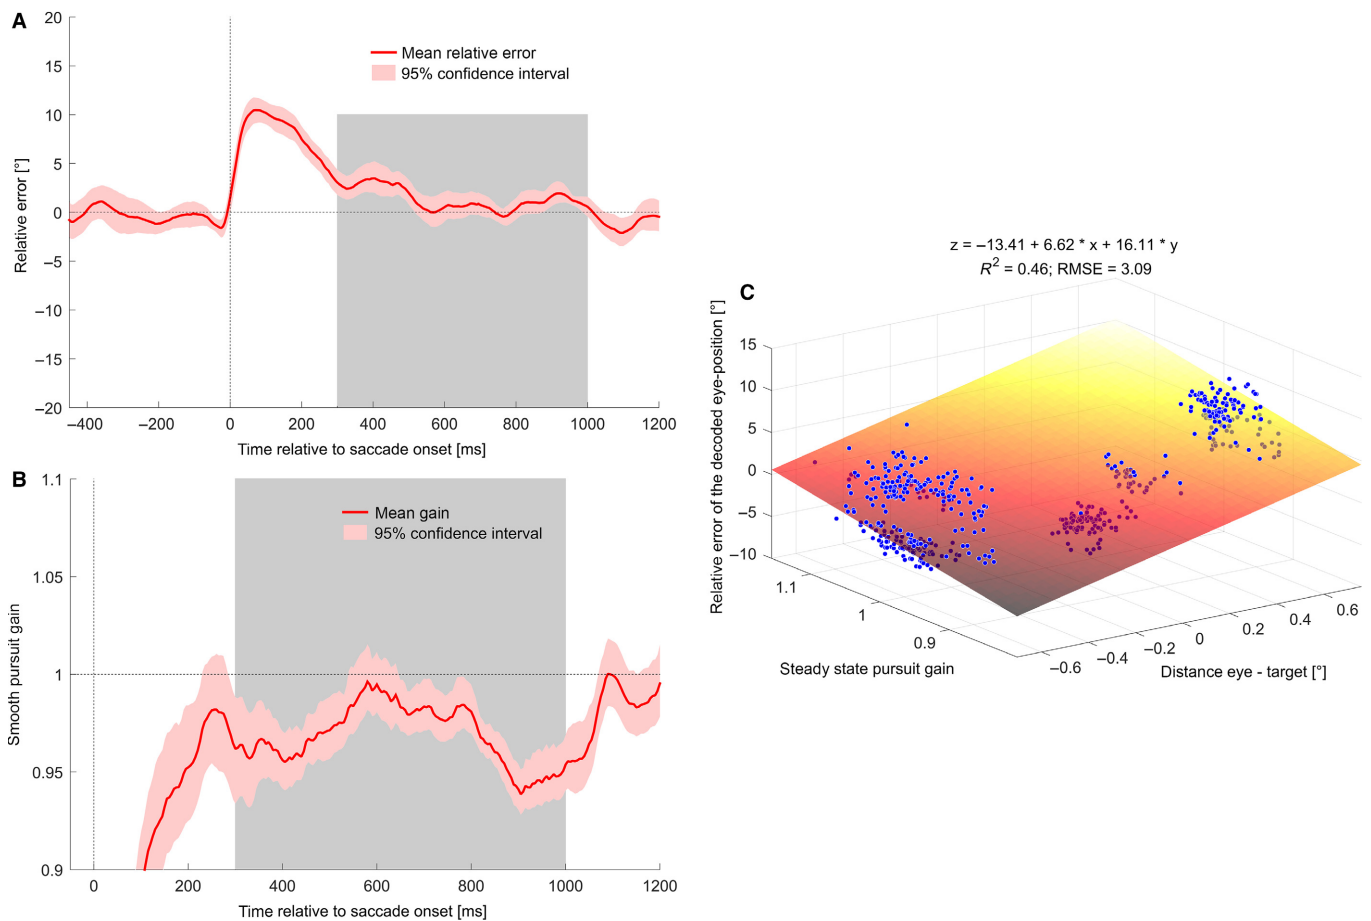 A
20
15
10
5
0
−5
−10
−15
−20
Relative error [°]
Mean relative error
95% confidence interval
−400 −200 0 200 400 600 800 1000 1200
Time relative to saccade onset [ms]
B
1.1
1.05
1
0.95
0.9
Smooth pursuit gain
Mean gain
95% confidence interval
0 200 400 600 800 1000 1200
Time relative to saccade onset [ms]
z = −13.41 + 6.62 * x + 16.11 * y
R2 = 0.46; RMSE = 3.09
C
Relative error of the decoded eye-position [°]
15
10
5
0
−5
−10
1.1
1
0.9
Steady state pursuit gain
−0.6 −0.4 −0.2 0 0.2 0.4 0.6
Distance eye - target [°]